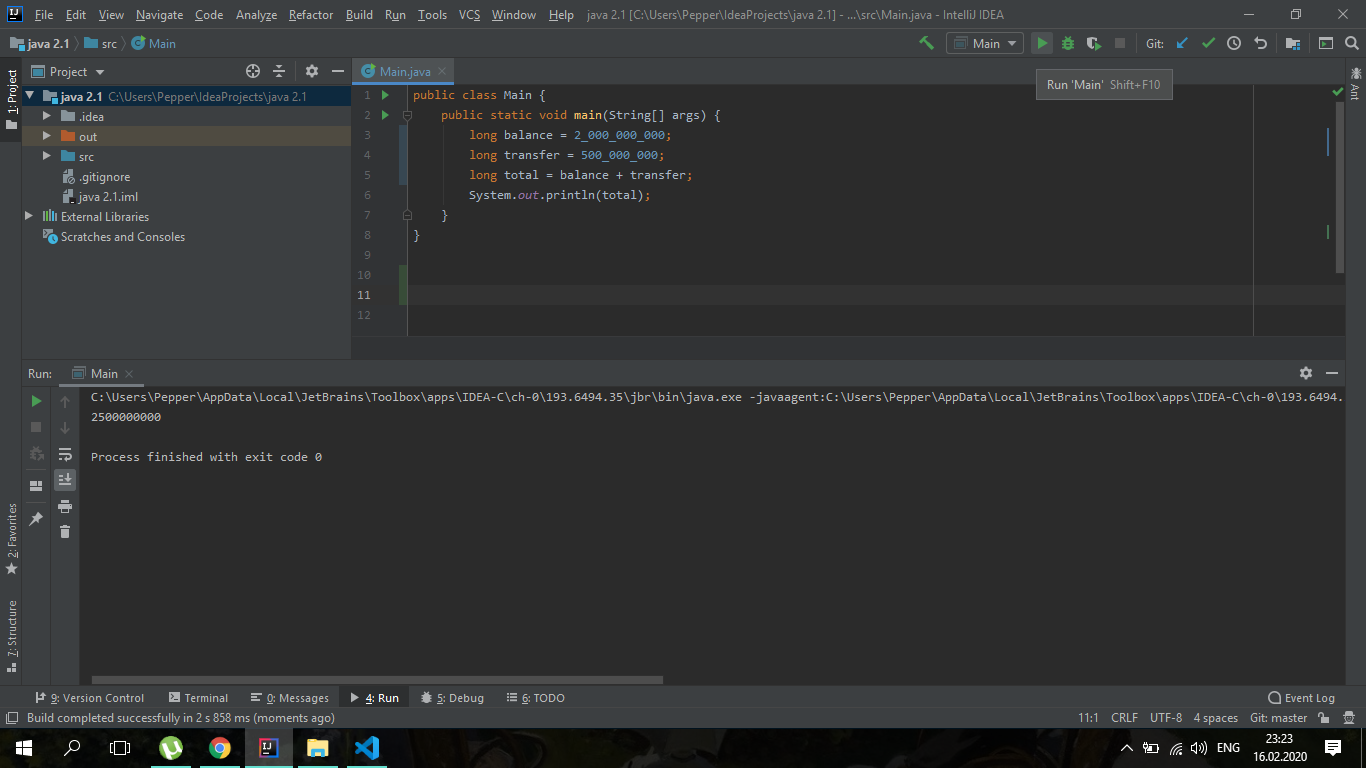 File Edit View Navigate Code Analyze Refactor Build Run Tools VCS Window Help java 2.1 [C:\Users\Pepper\IdeaProjects\java 2.1] - ...\src\Main.java - IntelliJ IDEA
java 2.1 src Main Main Git:
1: Project
Project
Main.java
Run 'Main' Shift+F10
Ant
java 2.1 C:\Users\Pepper\IdeaProjects\java 2.1
.idea
out
src
.gitignore
java 2.1.iml
External Libraries
Scratches and Consoles
1 public class Main {
2 public static void main(String[] args) {
3 long balance = 2_000_000_000;
4 long transfer = 500_000_000;
5 long total = balance + transfer;
6 System.out.println(total);
7 }
8 }
9
10
11
12
Run: Main
C:\Users\Pepper\AppData\Local\JetBrains\Toolbox\apps\IDEA-C\ch-0\193.6494.35\jbr\bin\java.exe -javaagent:C:\Users\Pepper\AppData\Local\JetBrains\Toolbox\apps\IDEA-C\ch-0\193.6494.
2500000000
Process finished with exit code 0
2: Favorites
7: Structure
9: Version Control Terminal 0: Messages 4: Run 5: Debug 6: TODO Event Log
Build completed successfully in 2 s 858 ms (moments ago) 11:1 CRLF UTF-8 4 spaces Git: master
ENG 23:23
16.02.2020